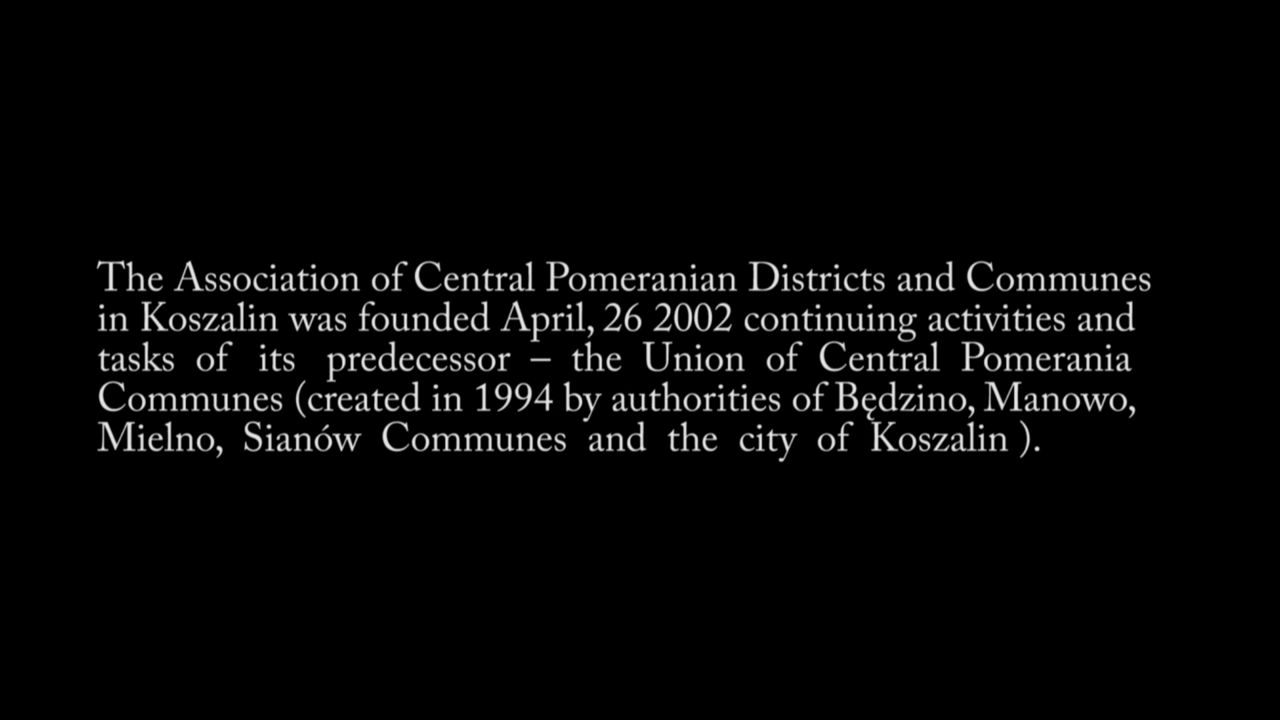 The Association of Central Pomeranian Districts and Communes
in Koszalin was founded April, 26 2002 continuing activities and
tasks of its predecessor – the Union of Central Pomerania
Communes (created in 1994 by authorities of Będzino, Manowo,
Mielno, Sianów Communes and the city of Koszalin ).